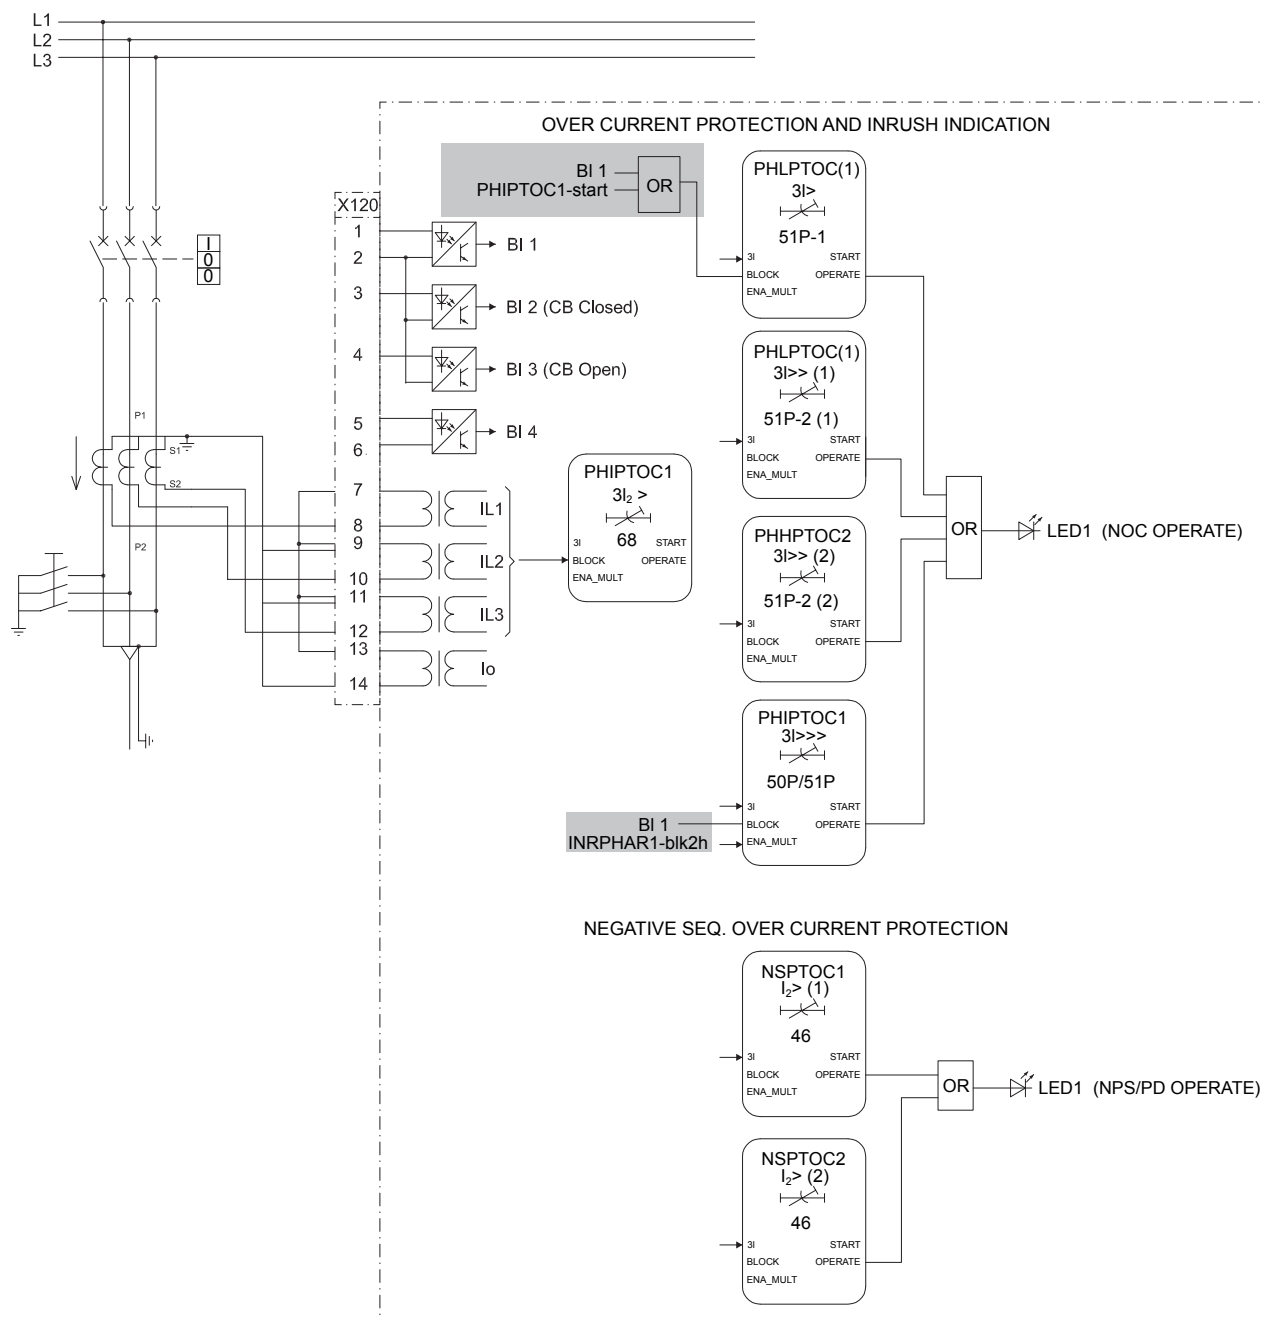 L1
L2
L3
OVER CURRENT PROTECTION AND INRUSH INDICATION
BI 1
PHIPTOC1-start
OR
PHLPTOC(1)
3I>
51P-1
3I START
BLOCK OPERATE
ENA_MULT
X120
1
2
3
4
5
6
7
8
9
10
11
12
13
14
I
0
0
BI 1
BI 2 (CB Closed)
BI 3 (CB Open)
BI 4
P1
S1
S2
P2
IL1
IL2
IL3
Io
PHIPTOC1
3I₂ >
68
3I START
BLOCK OPERATE
ENA_MULT
PHLPTOC(1)
3I>> (1)
51P-2 (1)
3I START
BLOCK OPERATE
ENA_MULT
PHHPTOC2
3I>> (2)
51P-2 (2)
3I START
BLOCK OPERATE
ENA_MULT
OR
LED1 (NOC OPERATE)
PHIPTOC1
3I>>>
50P/51P
3I START
BLOCK OPERATE
ENA_MULT
BI 1
INRPHAR1-blk2h
NEGATIVE SEQ. OVER CURRENT PROTECTION
NSPTOC1
I₂> (1)
46
3I START
BLOCK OPERATE
ENA_MULT
OR
LED1 (NPS/PD OPERATE)
NSPTOC2
I₂> (2)
46
3I START
BLOCK OPERATE
ENA_MULT